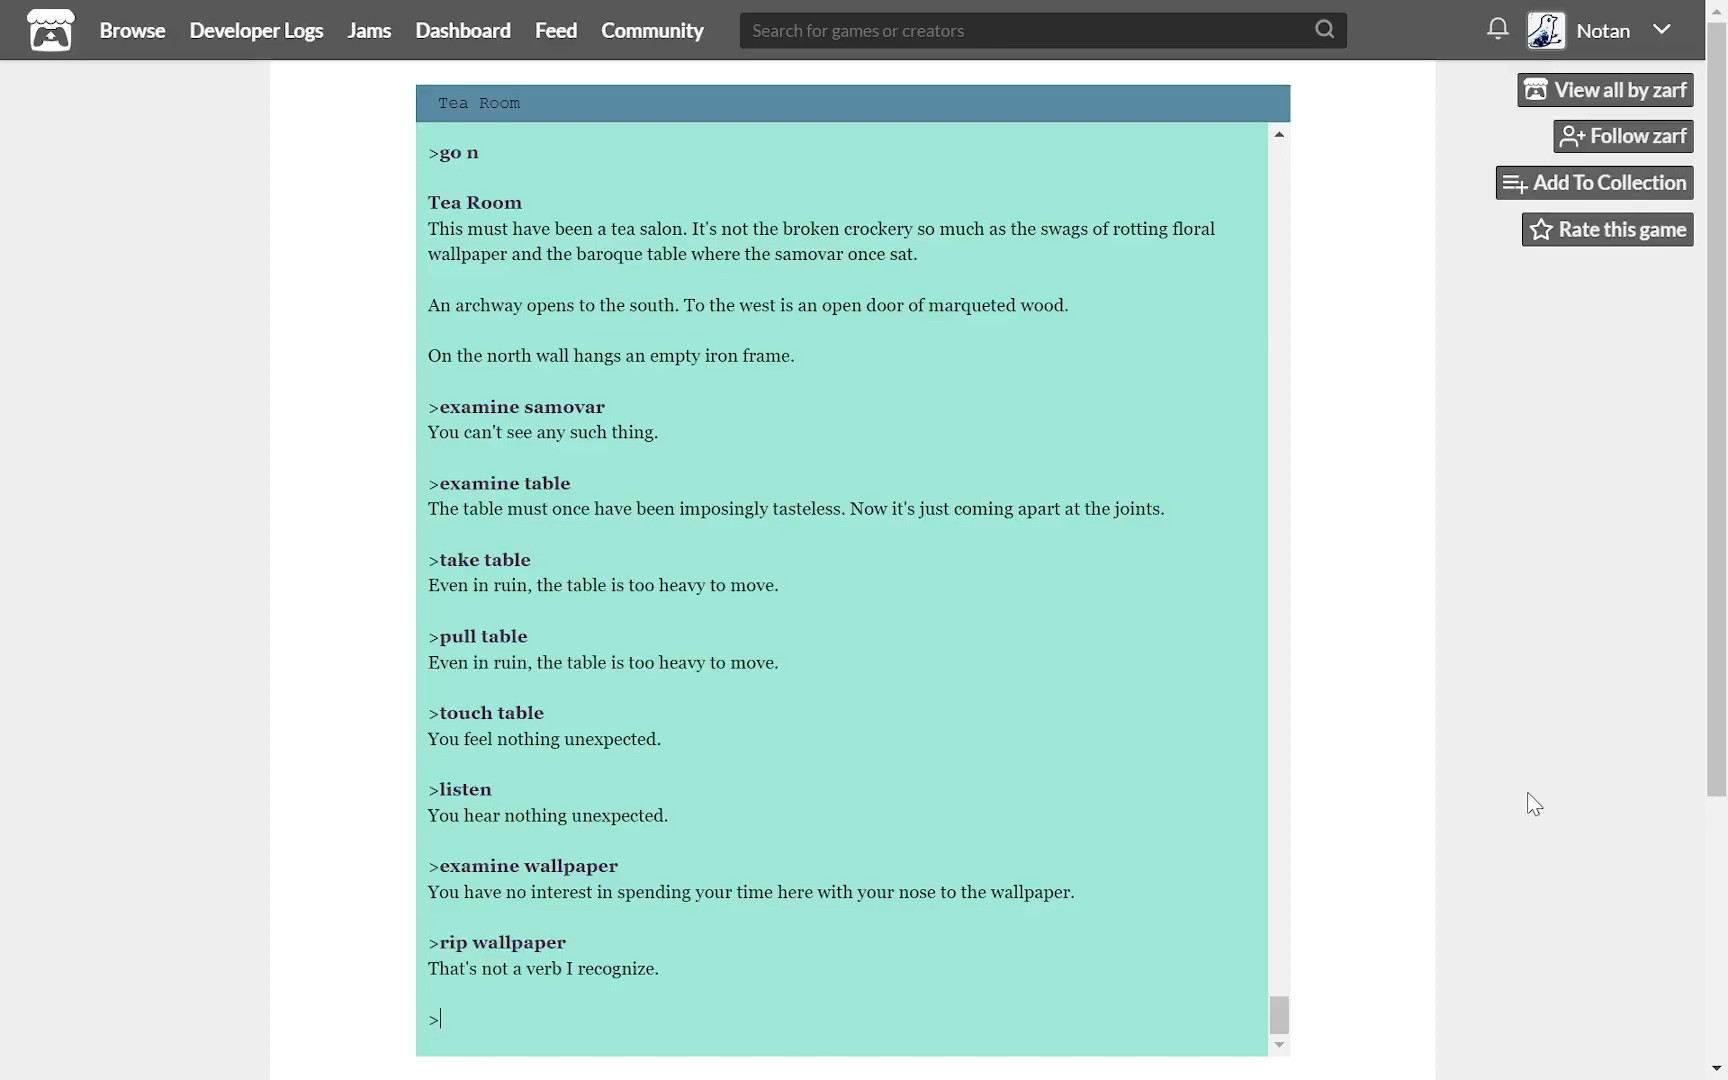 Browse Developer Logs Jams Dashboard Feed Community Search for games or creators Notan
View all by zarf
Follow zarf
Add To Collection
Rate this game
Tea Room
>go n
Tea Room
This must have been a tea salon. It's not the broken crockery so much as the swags of rotting floral
wallpaper and the baroque table where the samovar once sat.
An archway opens to the south. To the west is an open door of marqueted wood.
On the north wall hangs an empty iron frame.
>examine samovar
You can't see any such thing.
>examine table
The table must once have been imposingly tasteless. Now it's just coming apart at the joints.
>take table
Even in ruin, the table is too heavy to move.
>pull table
Even in ruin, the table is too heavy to move.
>touch table
You feel nothing unexpected.
>listen
You hear nothing unexpected.
>examine wallpaper
You have no interest in spending your time here with your nose to the wallpaper.
>rip wallpaper
That's not a verb I recognize.
>